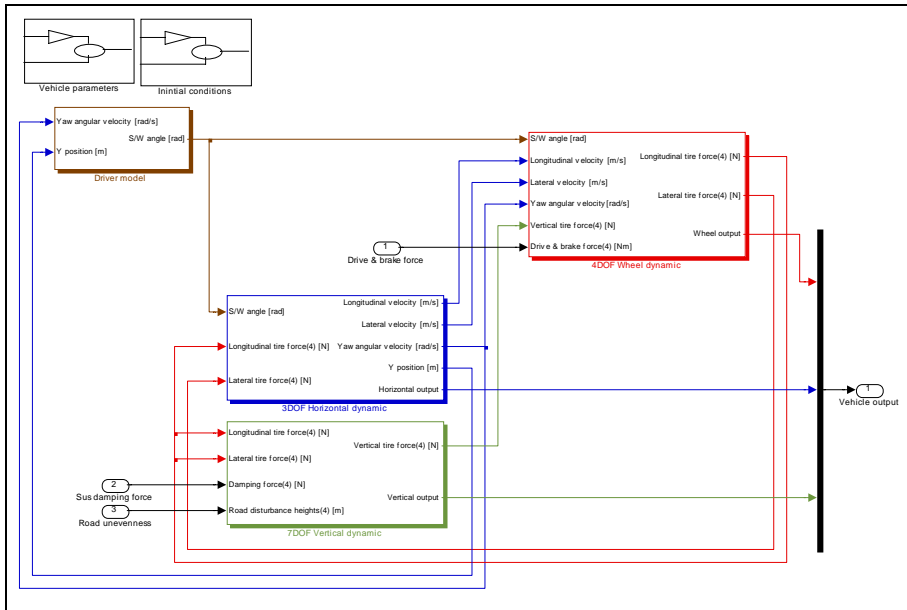 Vehicle parameters
Inintial conditions
Yaw angular velocity [rad/s]
S/W angle [rad]
Y position [m]
Driver model
S/W angle [rad]
Longitudinal velocity [m/s]
Lateral velocity [m/s]
Yaw angular velocity[rad/s]
Vertical tire force(4) [N]
Drive & brake force(4) [Nm]
Longitudinal tire force(4) [N]
Lateral tire force(4) [N]
Wheel output
4DOF Wheel dynamic
1
Drive & brake force
S/W angle [rad]
Longitudinal tire force(4) [N]
Lateral tire force(4) [N]
Longitudinal velocity [m/s]
Lateral velocity [m/s]
Yaw angular velocity [rad/s]
Y position [m]
Horizontal output
3DOF Horizontal dynamic
1
Vehicle output
Longitudinal tire force(4) [N]
Lateral tire force(4) [N]
Damping force(4) [N]
Road disturbance heights(4) [m]
Vertical tire force(4) [N]
Vertical output
7DOF Vertical dynamic
2
Sus damping force
3
Road unevenness